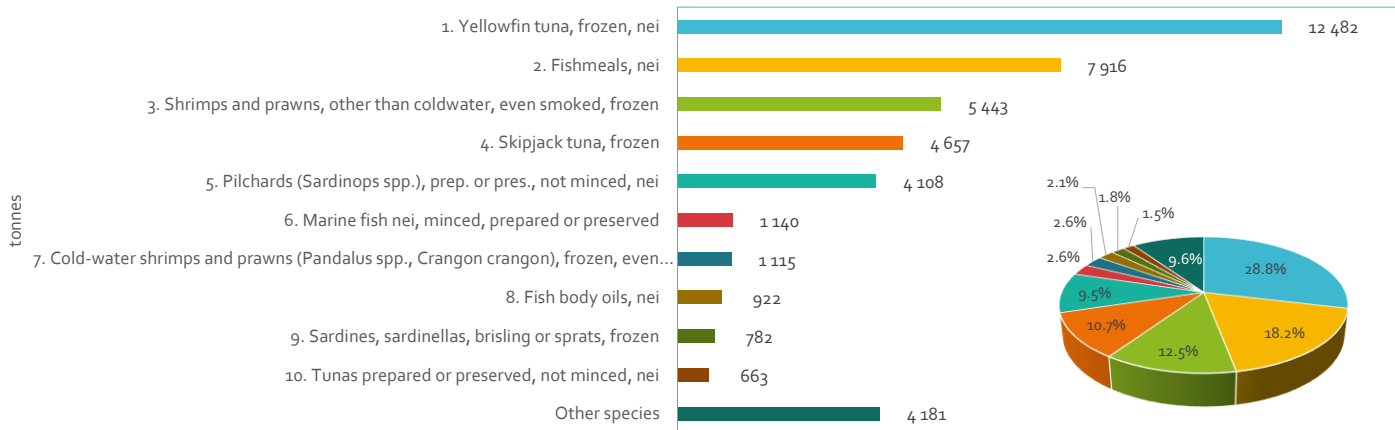 1. Yellowfin tuna, frozen, nei
12 482
2. Fishmeals, nei
7 916
3. Shrimps and prawns, other than coldwater, even smoked, frozen
5 443
4. Skipjack tuna, frozen
4 657
5. Pilchards (Sardinops spp.), prep. or pres., not minced, nei
4 108
6. Marine fish nei, minced, prepared or preserved
1 140
7. Cold-water shrimps and prawns (Pandalus spp., Crangon crangon), frozen, even...
1 115
8. Fish body oils, nei
922
9. Sardines, sardinellas, brisling or sprats, frozen
782
10. Tunas prepared or preserved, not minced, nei
663
Other species
4 181
tonnes
28.8%
18.2%
12.5%
10.7%
9.5%
2.6%
2.6%
2.1%
1.8%
1.5%
9.6%